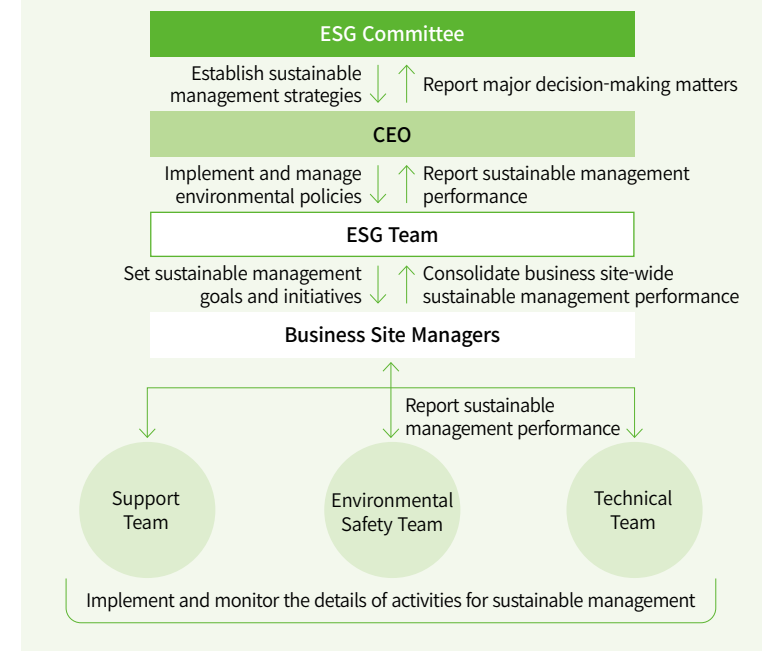 ESG Committee
Establish sustainable
management strategies
Report major decision-making matters
CEO
Implement and manage
environmental policies
Report sustainable management
performance
ESG Team
Set sustainable management
goals and initiatives
Consolidate business site-wide
sustainable management performance
Business Site Managers
Report sustainable
management performance
Support
Team
Environmental
Safety Team
Technical
Team
Implement and monitor the details of activities for sustainable management